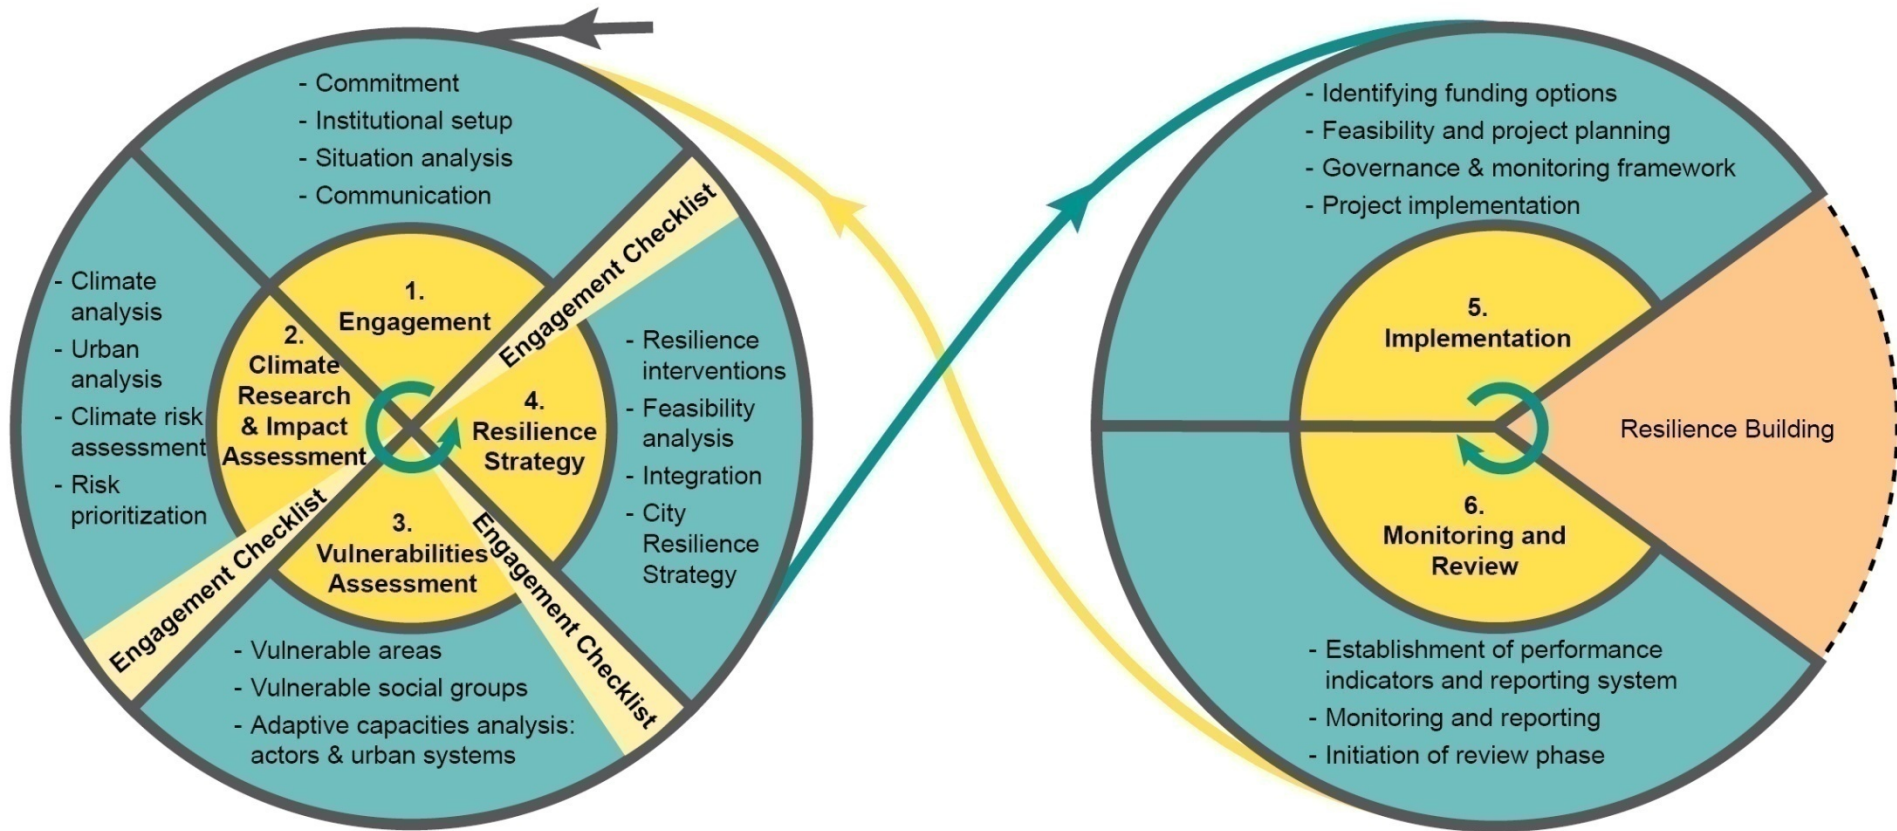 - Commitment
- Institutional setup
- Situation analysis
- Communication
1.
Engagement
Engagement Checklist
- Climate
analysis
- Urban
analysis
- Climate risk
assessment
- Risk
prioritization
2.
Climate
Research
& Impact
Assessment
Engagement Checklist
3.
Vulnerabilities
Assessment
- Vulnerable areas
- Vulnerable social groups
- Adaptive capacities analysis:
actors & urban systems
Engagement Checklist
4.
Resilience
Strategy
- Resilience
interventions
- Feasibility
analysis
- Integration
- City
Resilience
Strategy
- Identifying funding options
- Feasibility and project planning
- Governance & monitoring framework
- Project implementation
5.
Implementation
Resilience Building
6.
Monitoring and
Review
- Establishment of performance
indicators and reporting system
- Monitoring and reporting
- Initiation of review phase